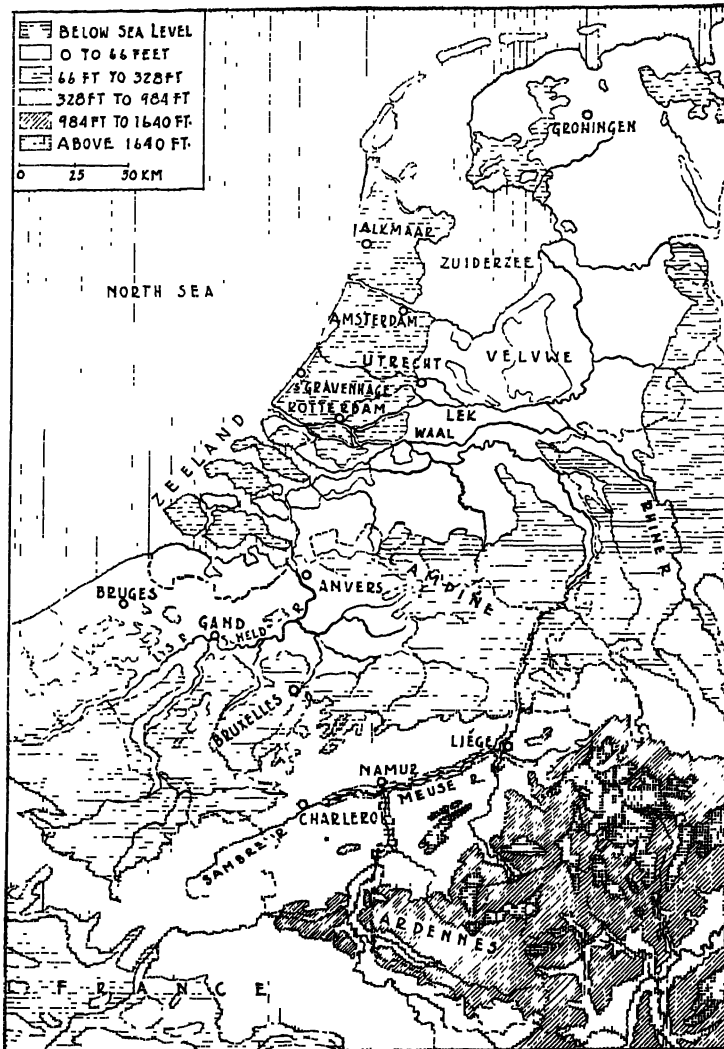 BELOW SEA LEVEL
0 TO 66 FEET
66 FT TO 328 FT
328 FT TO 984 FT
984 FT TO 1640 FT.
ABOVE 1640 FT.
0 25 50 KM
GRONINGEN
ALKMAAR
ZUIDERZEE
NORTH SEA
AMSTERDAM
UTRECHT
VELUWE
'S GRAVENHAGE
ROTTERDAM
LEK
WAAL
ZEELAND
RHINE R.
ANVERS
CAMPINE
BRUGES
GAND
SCHELDT R.
BRUXELLES
LIÉGE
NAMUR
MEUSE R.
CHARLEROI
SAMBRE R.
ARDENNES
FRANCE